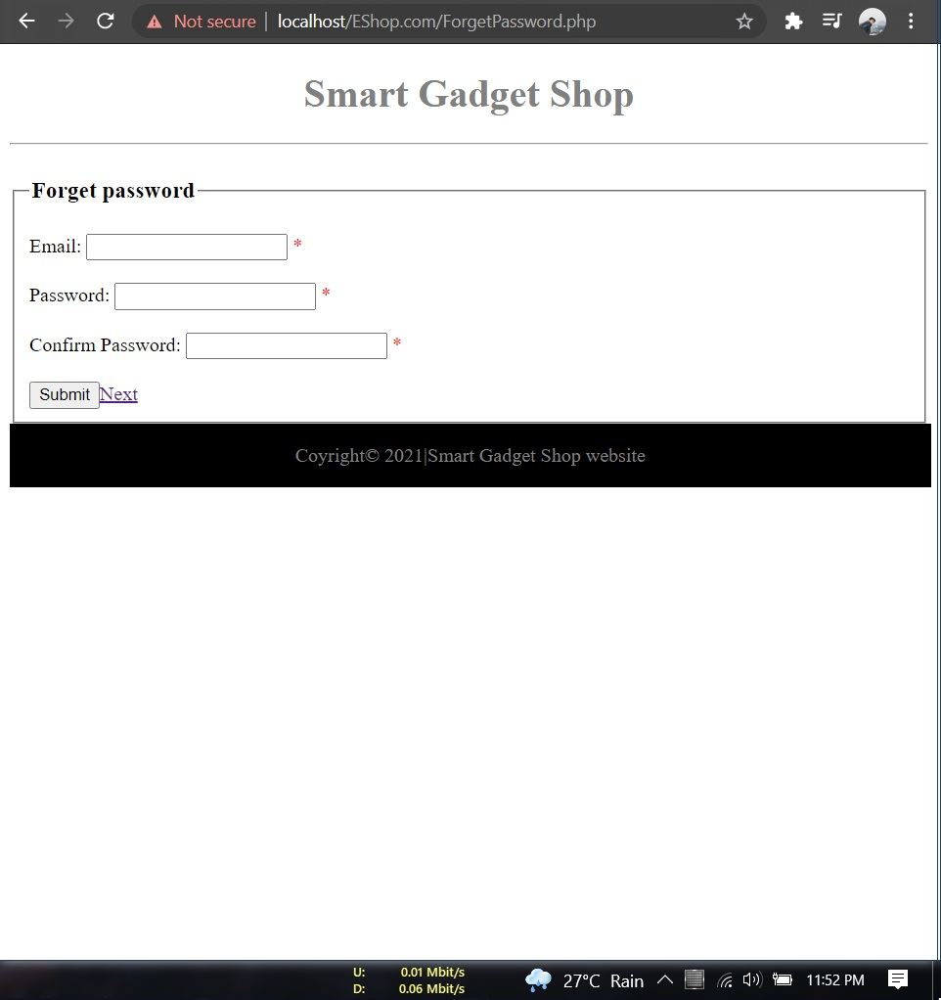 Not secure | localhost/EShop.com/ForgetPassword.php
Smart Gadget Shop
Forget password
Email: *
Password: *
Confirm Password: *
Submit Next
Coyright© 2021|Smart Gadget Shop website
U: 0.01 Mbit/s
D: 0.06 Mbit/s
27°C Rain 11:52 PM